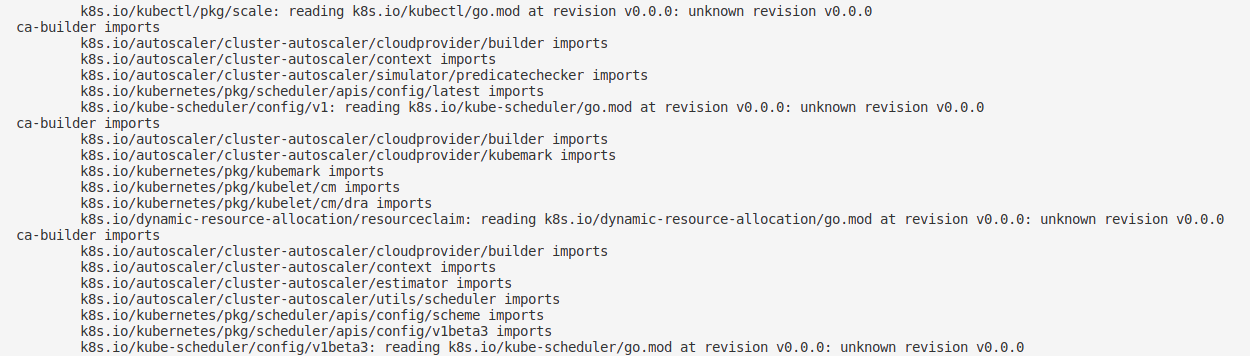 k8s.io/kubectl/pkg/scale: reading k8s.io/kubectl/go.mod at revision v0.0.0: unknown revision v0.0.0
ca-builder imports
k8s.io/autoscaler/cluster-autoscaler/cloudprovider/builder imports
k8s.io/autoscaler/cluster-autoscaler/context imports
k8s.io/autoscaler/cluster-autoscaler/simulator/predicatechecker imports
k8s.io/kubernetes/pkg/scheduler/apis/config/latest imports
k8s.io/kube-scheduler/config/v1: reading k8s.io/kube-scheduler/go.mod at revision v0.0.0: unknown revision v0.0.0
ca-builder imports
k8s.io/autoscaler/cluster-autoscaler/cloudprovider/builder imports
k8s.io/autoscaler/cluster-autoscaler/cloudprovider/kubemark imports
k8s.io/kubernetes/pkg/kubemark imports
k8s.io/kubernetes/pkg/kubelet/cm imports
k8s.io/kubernetes/pkg/kubelet/cm/dra imports
k8s.io/dynamic-resource-allocation/resourceclaim: reading k8s.io/dynamic-resource-allocation/go.mod at revision v0.0.0: unknown revision v0.0.0
ca-builder imports
k8s.io/autoscaler/cluster-autoscaler/cloudprovider/builder imports
k8s.io/autoscaler/cluster-autoscaler/context imports
k8s.io/autoscaler/cluster-autoscaler/estimator imports
k8s.io/autoscaler/cluster-autoscaler/utils/scheduler imports
k8s.io/kubernetes/pkg/scheduler/apis/config/scheme imports
k8s.io/kubernetes/pkg/scheduler/apis/config/v1beta3 imports
k8s.io/kube-scheduler/config/v1beta3: reading k8s.io/kube-scheduler/go.mod at revision v0.0.0: unknown revision v0.0.0